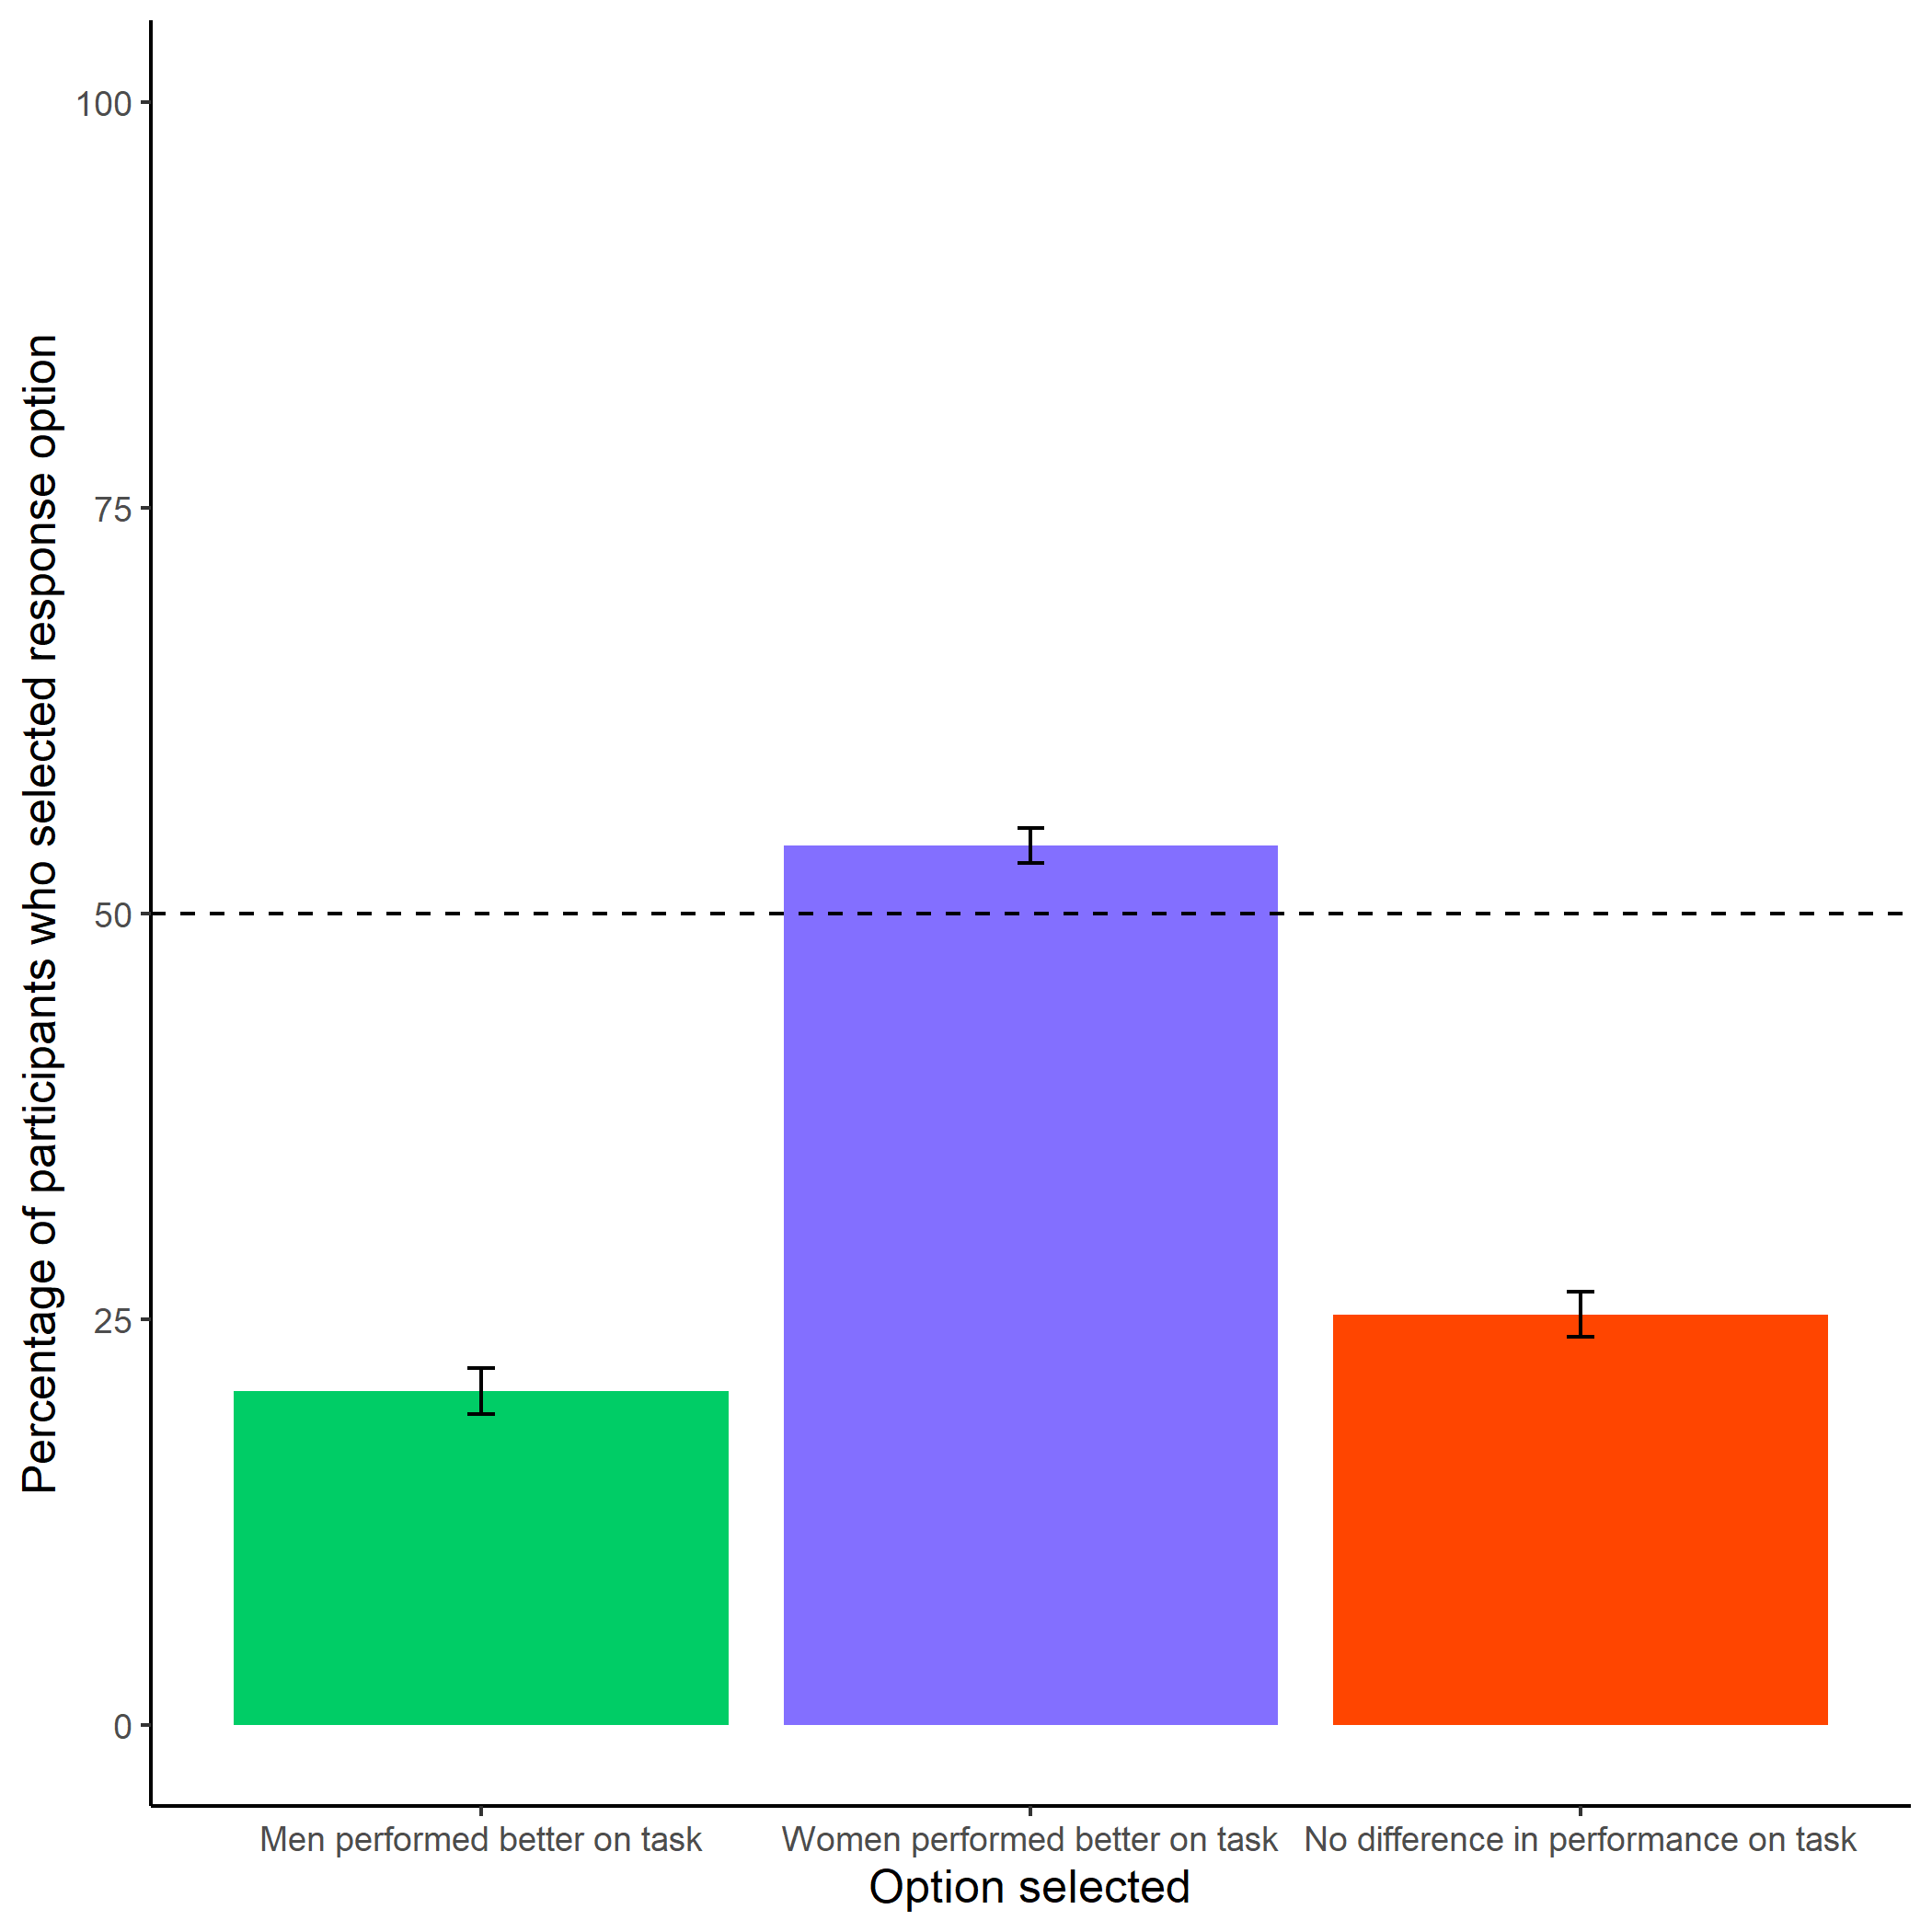 Percentage of participants who selected response option
100
75
50
25
0
Men performed better on task
Women performed better on task
No difference in performance on task
Option selected